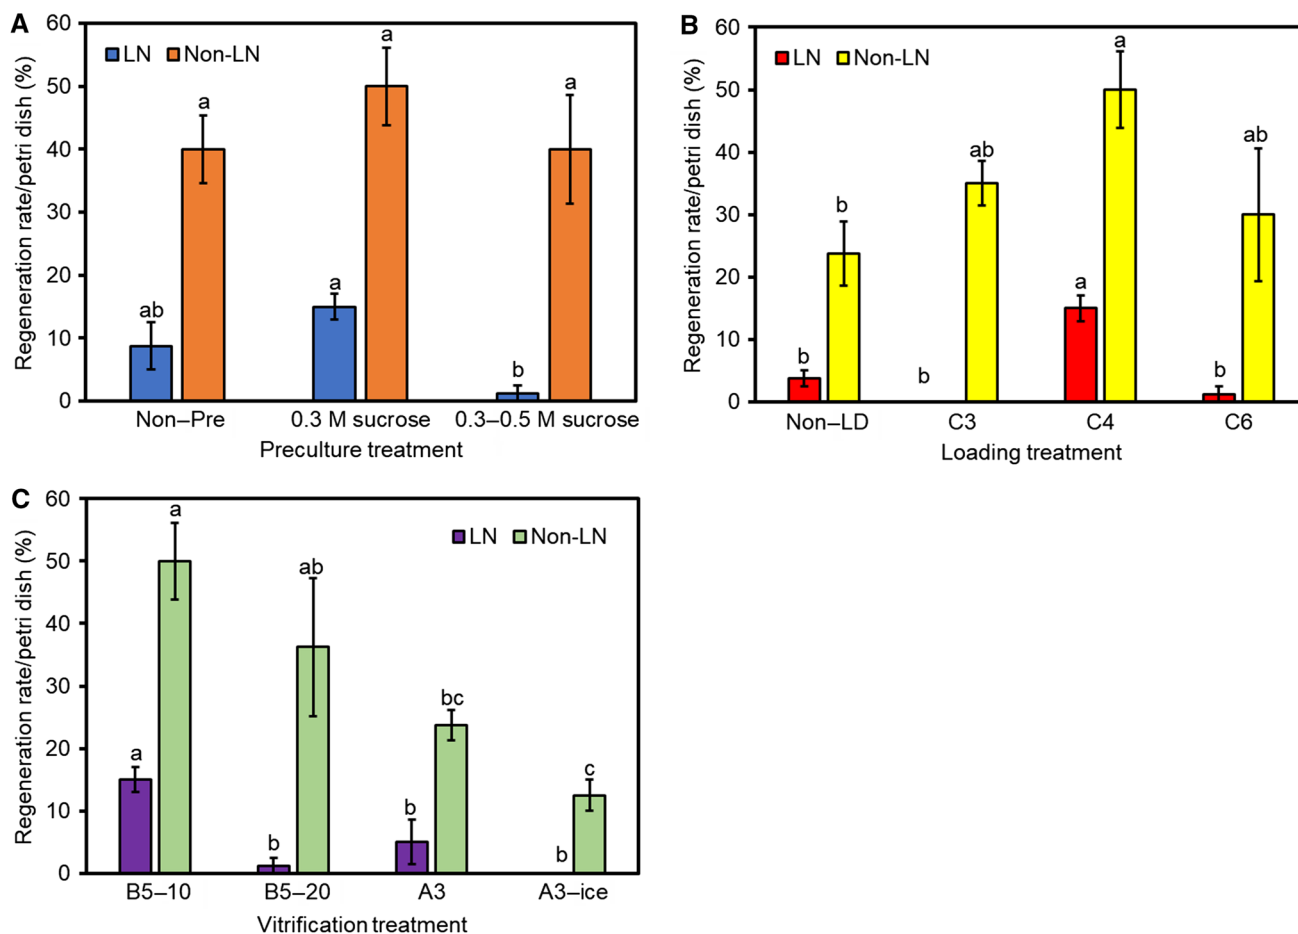 A
Regeneration rate/petri dish (%)
60
50
40
30
20
10
0
LN Non-LN
ab a
a a
b a
Non–Pre 0.3 M sucrose 0.3–0.5 M sucrose
Preculture treatment
B
Regeneration rate/petri dish (%)
60
50
40
30
20
10
0
LN Non-LN
b b
b ab
a a
b ab
Non–LD C3 C4 C6
Loading treatment
C
Regeneration rate/petri dish (%)
60
50
40
30
20
10
0
LN Non-LN
a a
b ab
b bc
b c
B5–10 B5–20 A3 A3–ice
Vitrification treatment